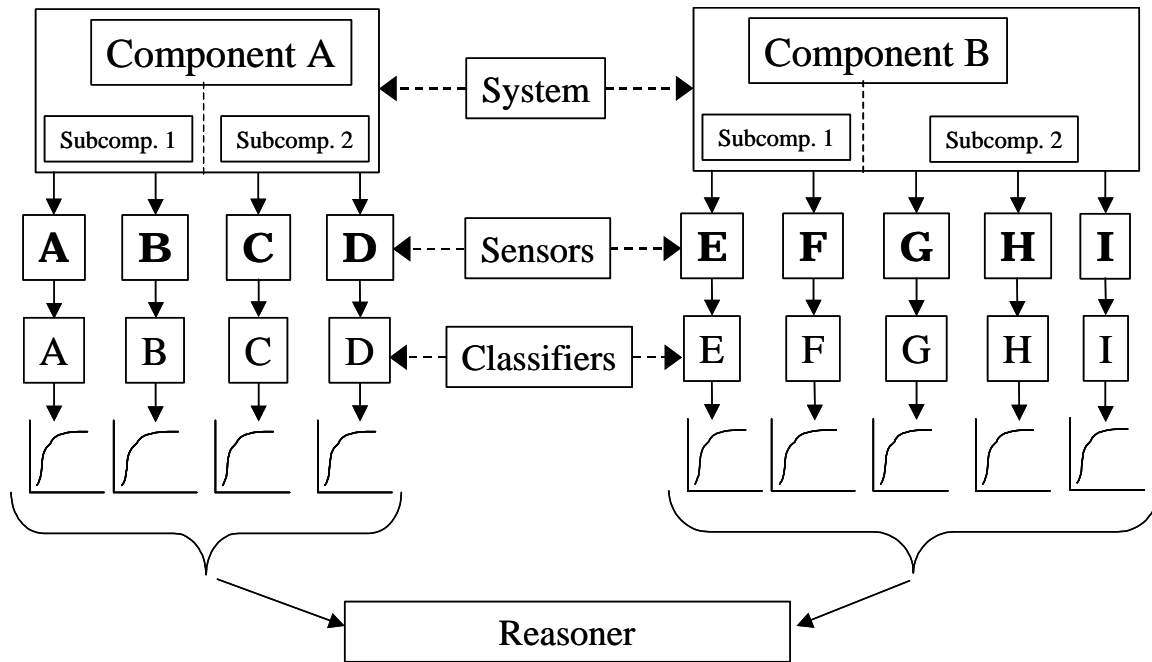 Component A
Component B
System
Subcomp. 1
Subcomp. 2
Subcomp. 1
Subcomp. 2
A
B
C
D
Sensors
E
F
G
H
I
A
B
C
D
Classifiers
E
F
G
H
I
Reasoner